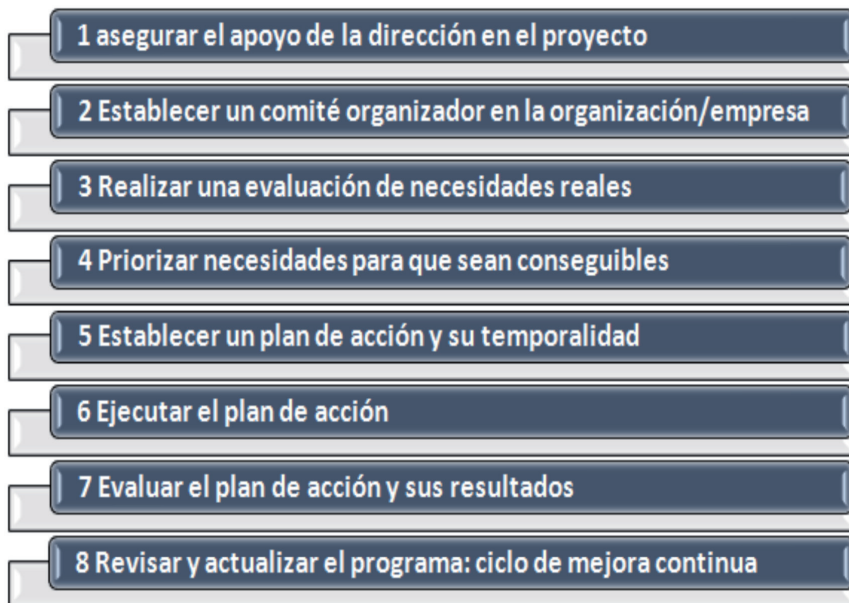 1 asegurar el apoyo de la dirección en el proyecto
2 Establecer un comité organizador en la organización/empresa
3 Realizar una evaluación de necesidades reales
4 Priorizar necesidades para que sean conseguibles
5 Establecer un plan de acción y su temporalidad
6 Ejecutar el plan de acción
7 Evaluar el plan de acción y sus resultados
8 Revisar y actualizar el programa: ciclo de mejora continua